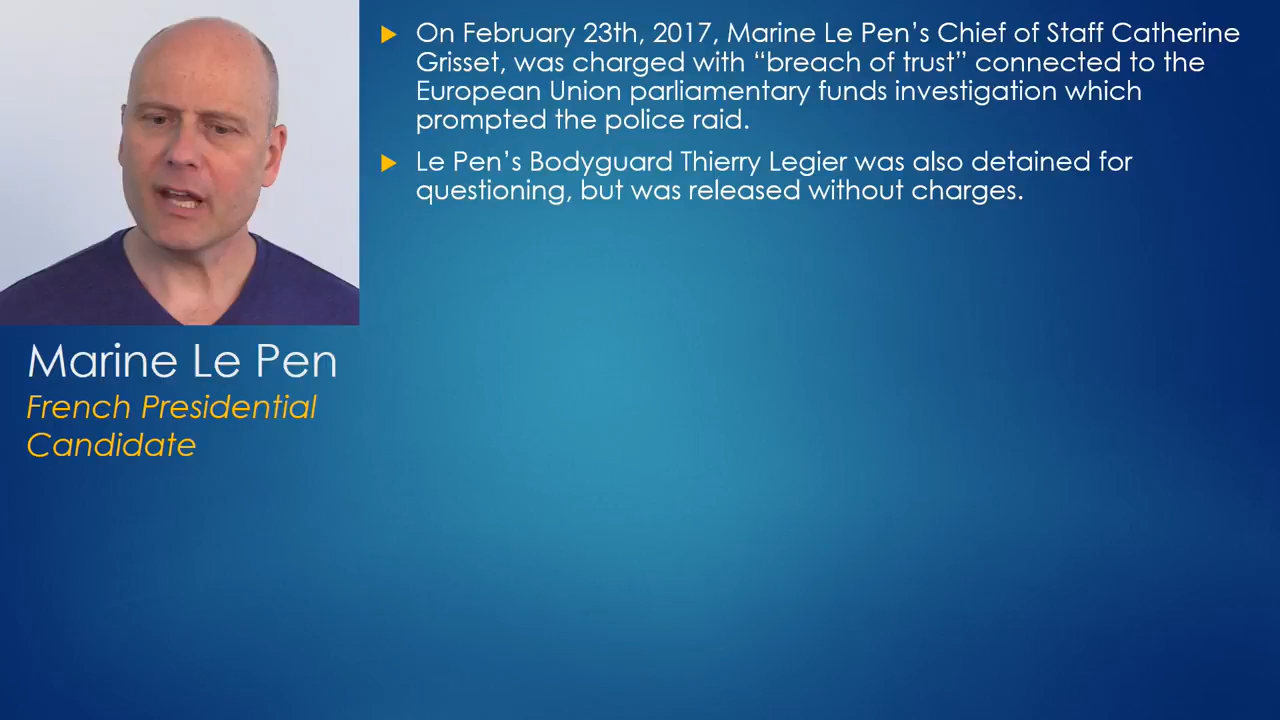 On February 23th, 2017, Marine Le Pen’s Chief of Staff Catherine
Grisset, was charged with “breach of trust” connected to the
European Union parliamentary funds investigation which
prompted the police raid.
Le Pen’s Bodyguard Thierry Legier was also detained for
questioning, but was released without charges.
Marine Le Pen
French Presidential
Candidate